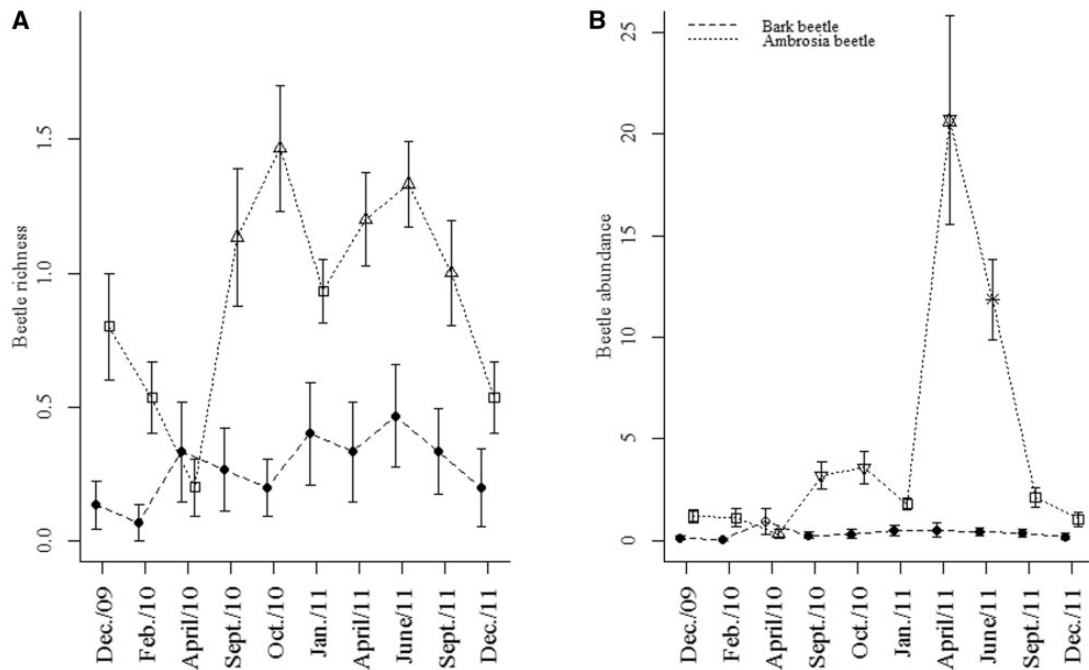 A
Beetle richness
0.0
0.5
1.0
1.5
Dec./09
Feb./10
April/10
Sept./10
Oct./10
Jan./11
April/11
June/11
Sept./11
Dec./11
B
Bark beetle
Ambrosia beetle
Beetle abundance
0
5
10
15
20
25
Dec./09
Feb./10
April/10
Sept./10
Oct./10
Jan./11
April/11
June/11
Sept./11
Dec./11